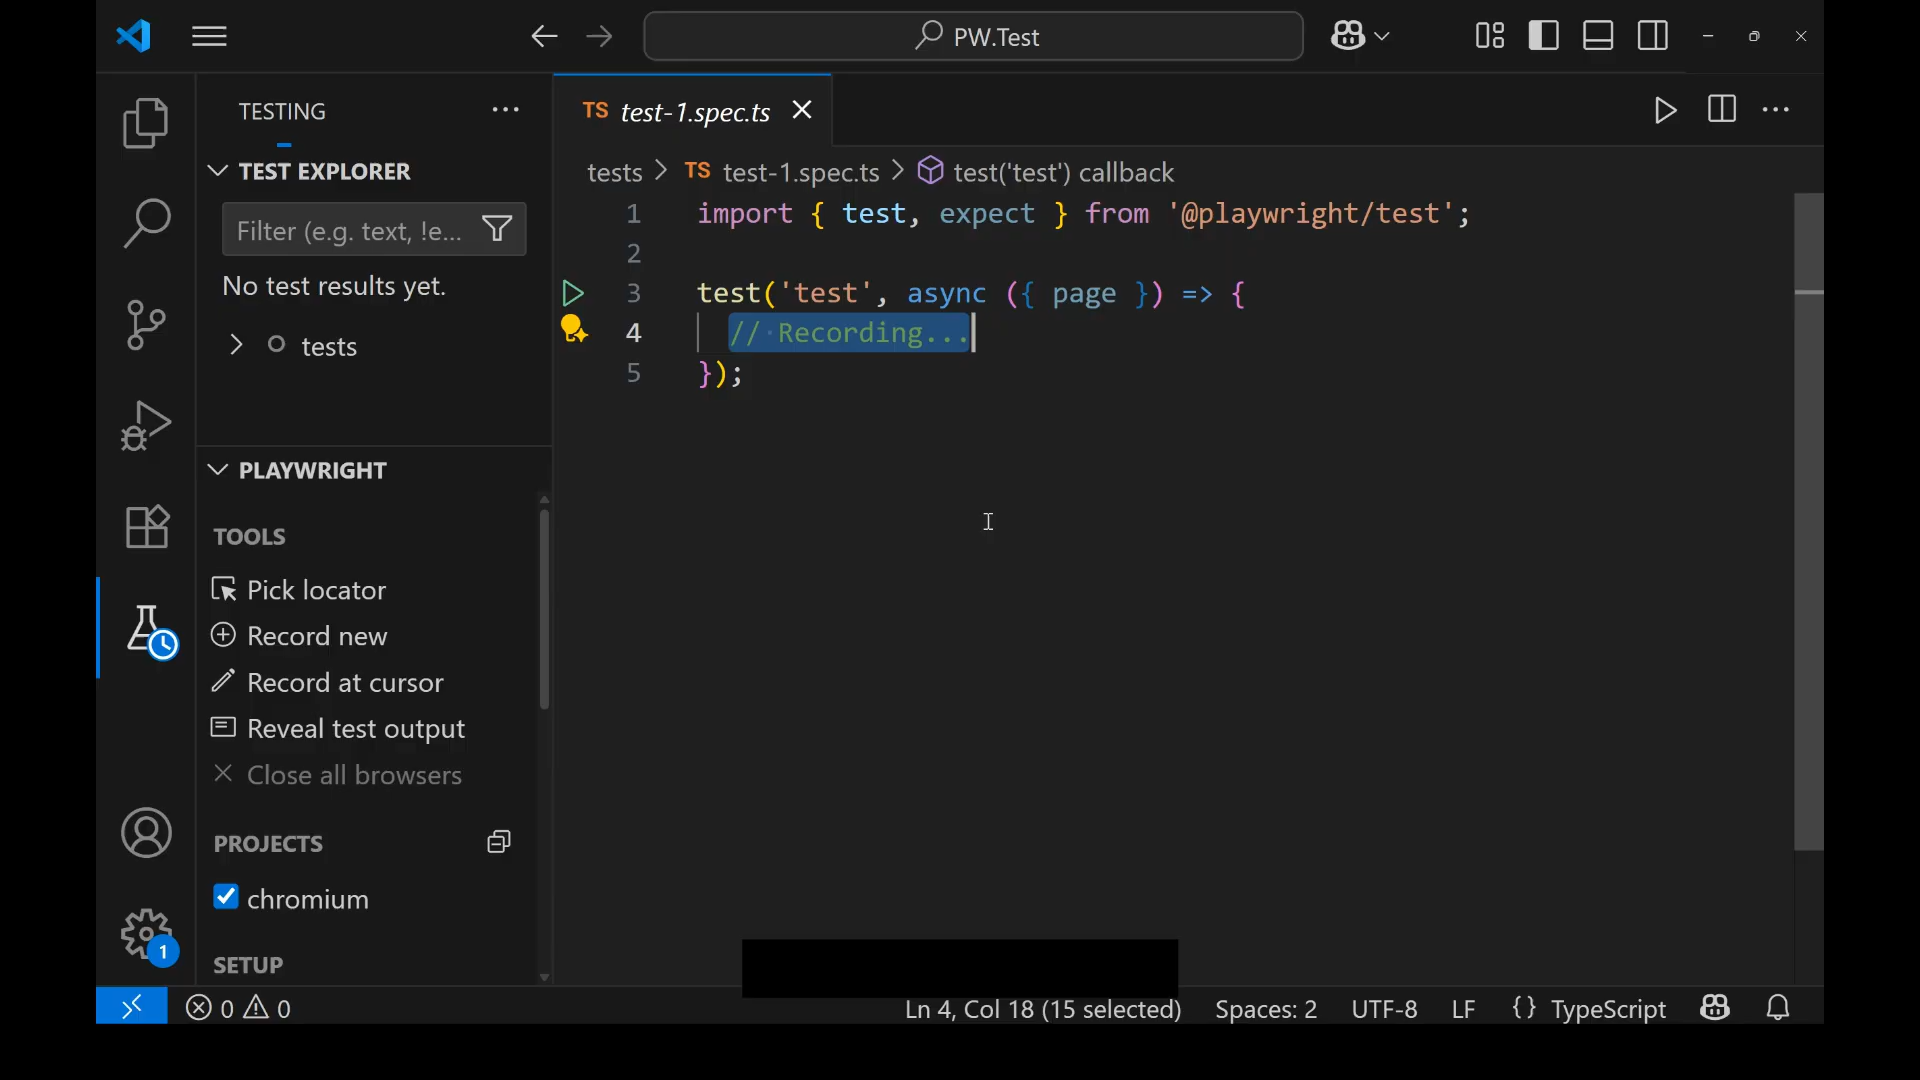 PW.Test
TESTING
TEST EXPLORER
Filter (e.g. text, !e...
No test results yet.
tests
PLAYWRIGHT
TOOLS
Pick locator
Record new
Record at cursor
Reveal test output
Close all browsers
PROJECTS
chromium
SETUP
1
TS test-1.spec.ts
tests > TS test-1.spec.ts > test('test') callback
1 import { test, expect } from '@playwright/test';
2
3 test('test', async ({ page }) => {
4 // Recording...
5 });
0 0
Ln 4, Col 18 (15 selected)
Spaces: 2
UTF-8
LF
{} TypeScript